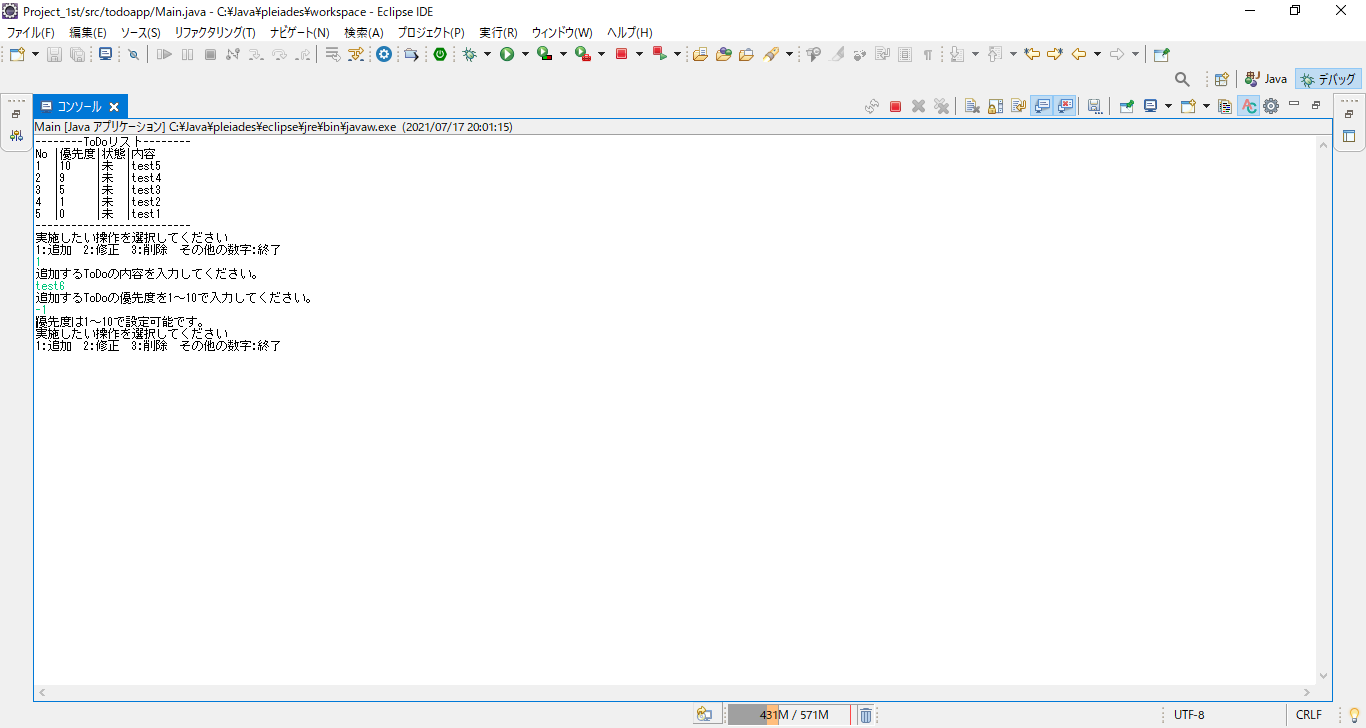 Project_1st/src/todoapp/Main.java - C:¥Java¥pleiades¥workspace - Eclipse IDE
ファイル(F) 編集(E) ソース(S) リファクタリング(T) ナビゲート(N) 検索(A) プロジェクト(P) 実行(R) ウィンドウ(W) ヘルプ(H)
Java デバッグ
コンソール
Main [Java アプリケーション] C:¥Java¥pleiades¥eclipse¥jre¥bin¥javaw.exe (2021/07/17 20:01:15)
--------ToDoリスト--------
No |優先度|状態|内容
1 |10 |未 |test5
2 |9 |未 |test4
3 |5 |未 |test3
4 |1 |未 |test2
5 |0 |未 |test1
--------------------------
実施したい操作を選択してください
1:追加 2:修正 3:削除 その他の数字:終了
1
追加するToDoの内容を入力してください。
test6
追加するToDoの優先度を1～10で入力してください。
-1
優先度は1～10で設定可能です。
実施したい操作を選択してください
1:追加 2:修正 3:削除 その他の数字:終了
431M / 571M UTF-8 CRLF